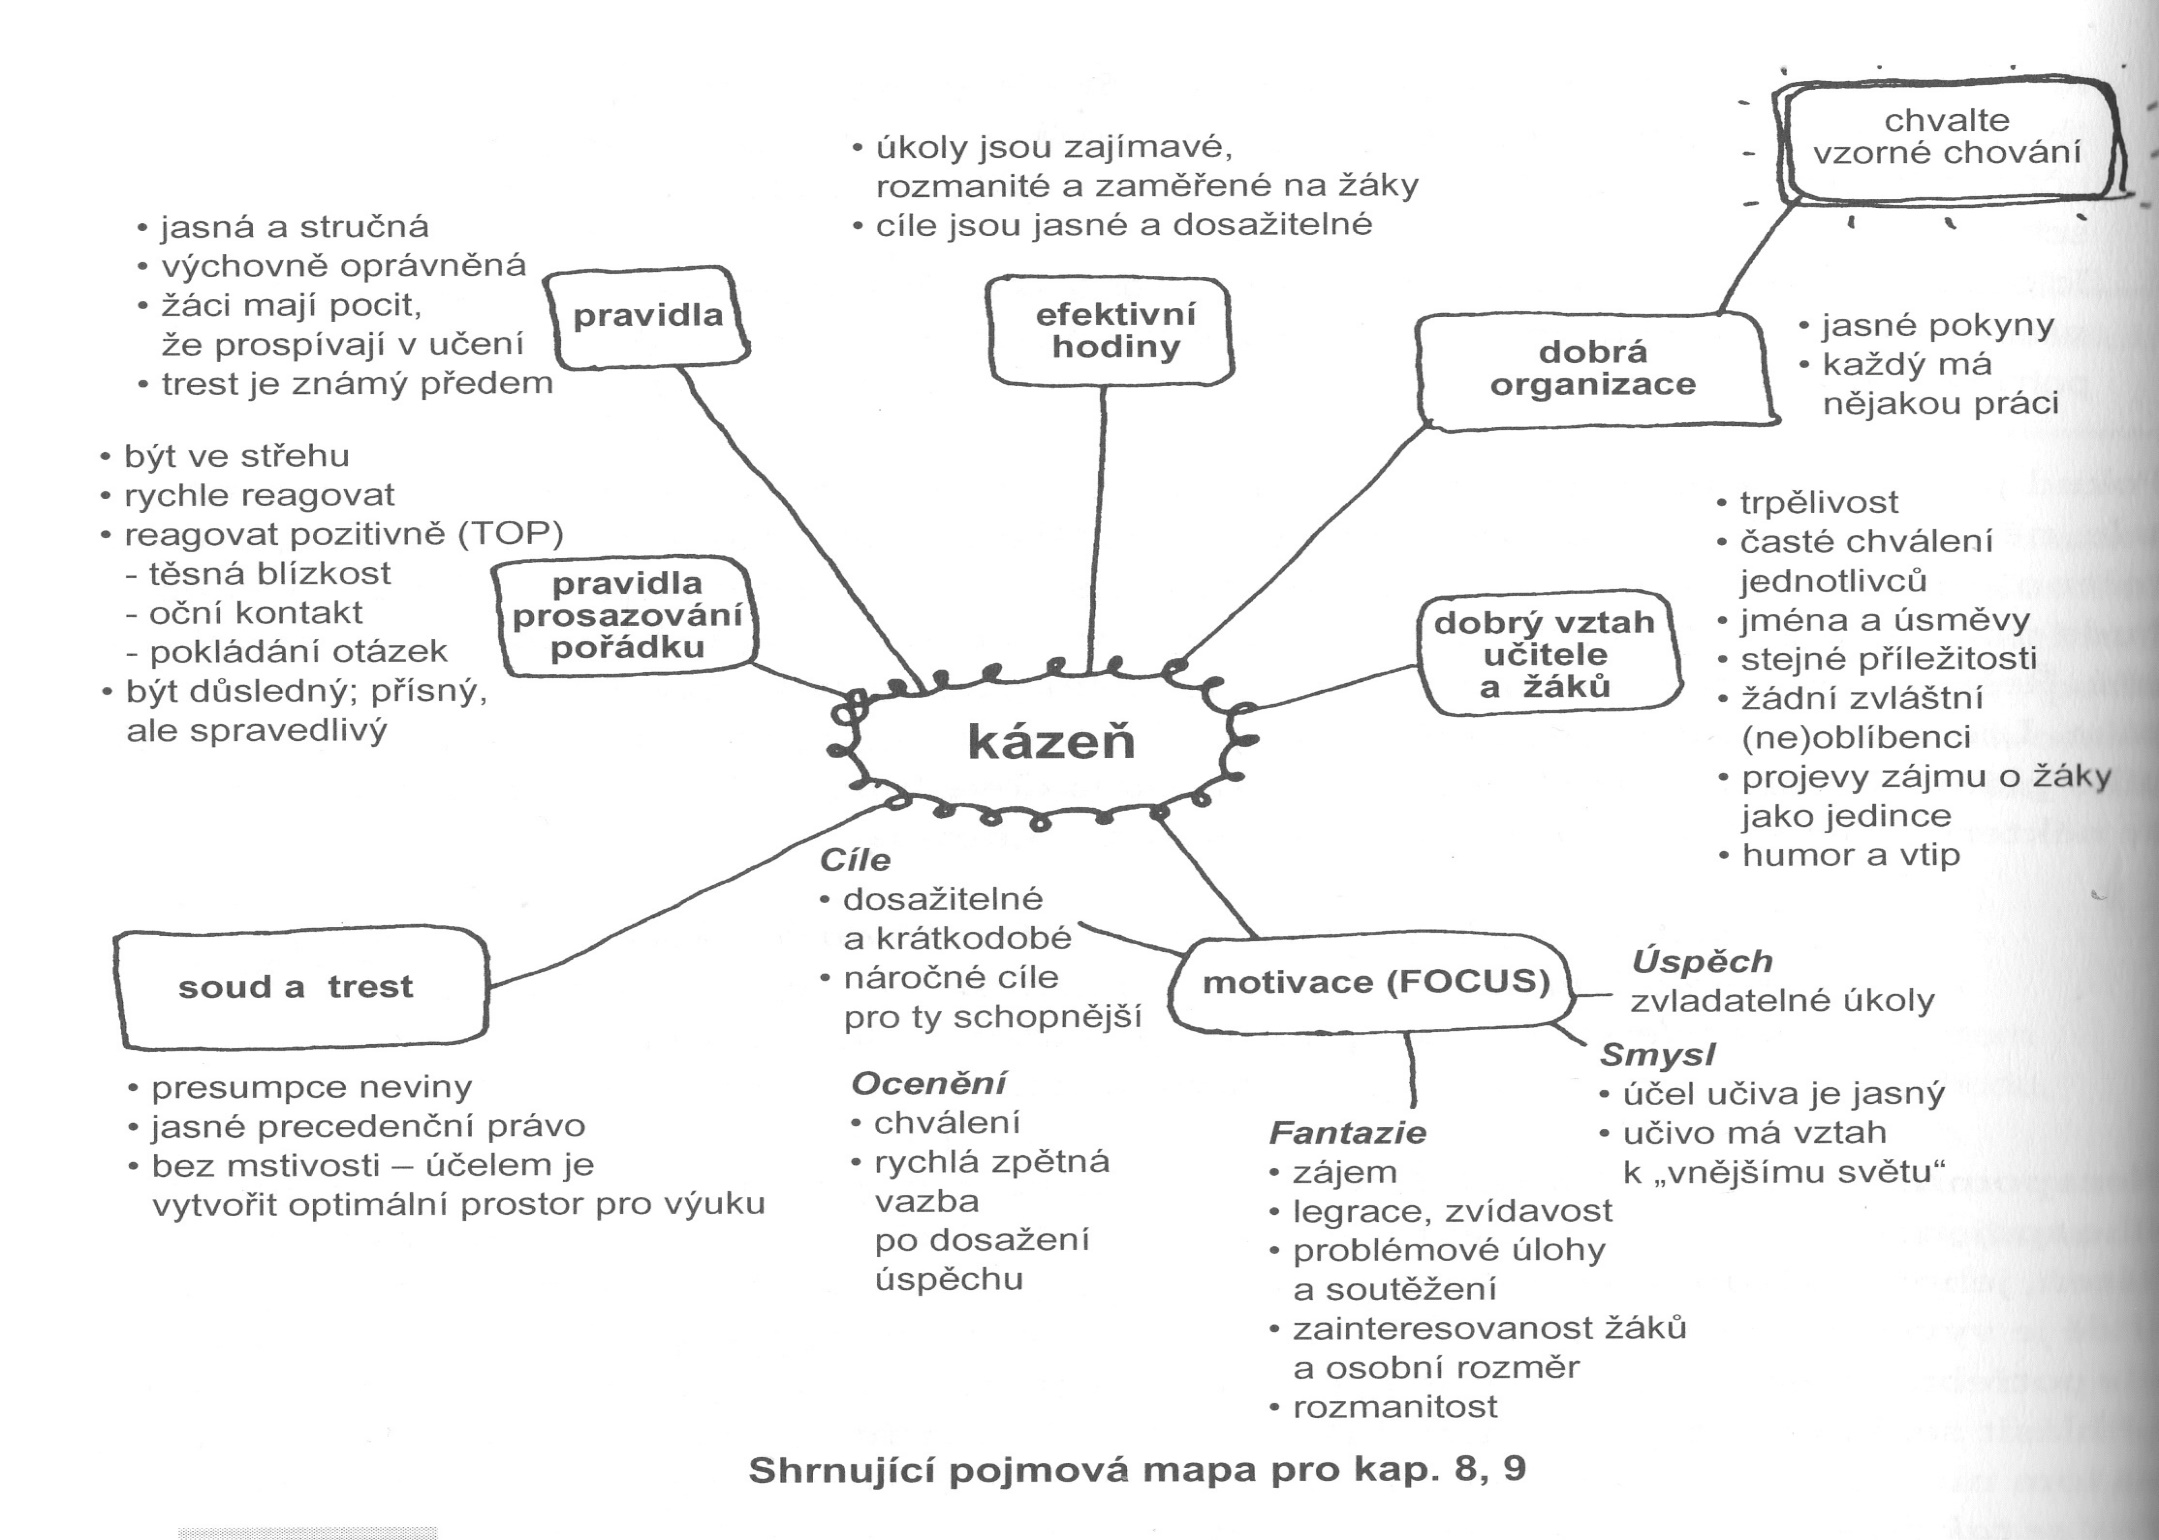 chvalte
vzorné chování
• úkoly jsou zajímavé,
rozmanité a zaměřené na žáky
• cíle jsou jasné a dosažitelné
• jasná a stručná
• výchovně oprávněná
• žáci mají pocit,
že prospívají v učení
• trest je známý předem
pravidla
efektivní
hodiny
dobrá
organizace
• jasné pokyny
• každý má
nějakou práci
• být ve střehu
• rychle reagovat
• reagovat pozitivně (TOP)
- těsná blízkost
- oční kontakt
- pokládání otázek
• být důsledný; přísný,
ale spravedlivý
pravidla
prosazování
pořádku
dobrý vztah
učitele
a žáků
• trpělivost
• časté chválení
jednotlivců
• jména a úsměvy
• stejné příležitosti
• žádní zvláštní
(ne)oblíbenci
• projevy zájmu o žáky
jako jedince
• humor a vtip
kázeň
soud a trest
• presumpce neviny
• jasné precedenční právo
• bez mstivosti – účelem je
vytvořit optimální prostor pro výuku
Cíle
• dosažitelné
a krátkodobé
• náročné cíle
pro ty schopnější
motivace (FOCUS)
Úspěch
zvladatelné úkoly
Smysl
• účel učiva je jasný
• učivo má vztah
k „vnějšímu světu“
Ocenění
• chválení
• rychlá zpětná
vazba
po dosažení
úspěchu
Fantazie
• zájem
• legrace, zvídavost
• problémové úlohy
a soutěžení
• zainteresovanost žáků
a osobní rozměr
• rozmanitost
Shrnující pojmová mapa pro kap. 8, 9